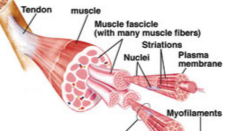 Tendon
muscle
Muscle fascicle
(with many muscle fibers)
Striations
Nuclei
Plasma
membrane
Myofilaments